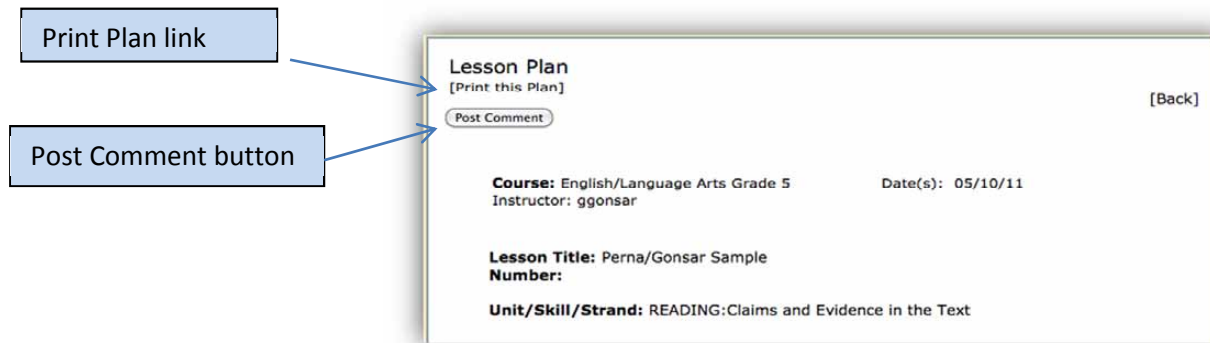 Print Plan link
Post Comment button
Lesson Plan
[Print this Plan]
[Back]
Post Comment
Course: English/Language Arts Grade 5 Date(s): 05/10/11
Instructor: ggonsar
Lesson Title: Perna/Gonsar Sample
Number:
Unit/Skill/Strand: READING:Claims and Evidence in the Text